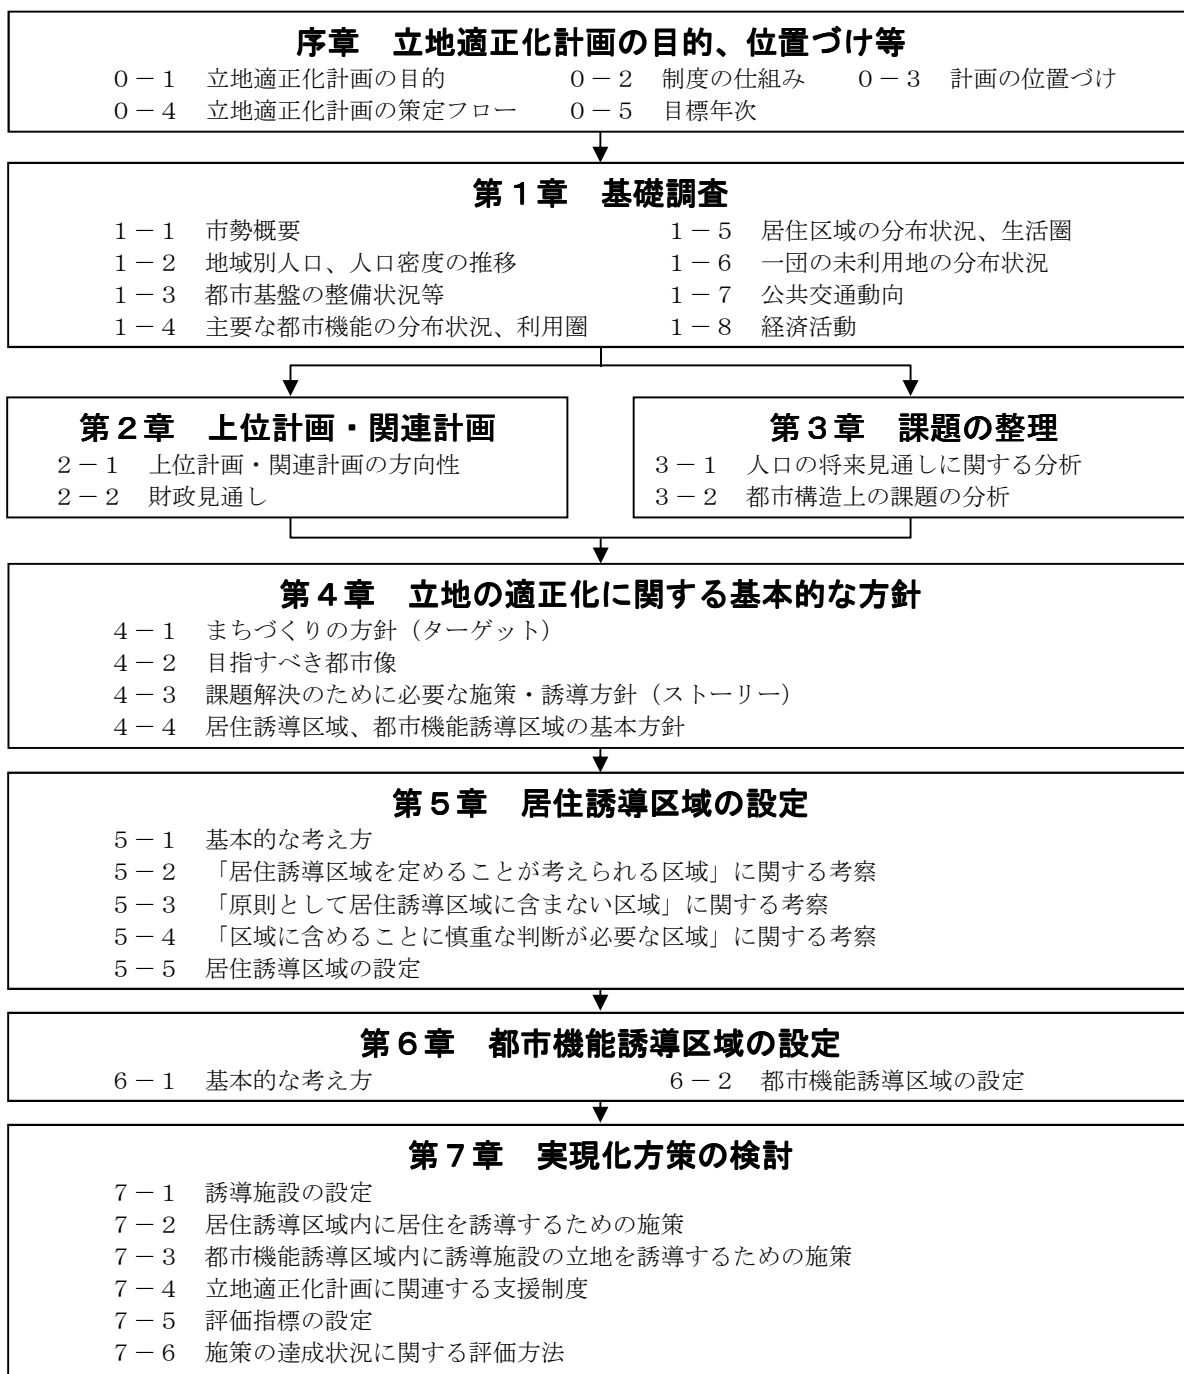 序章　立地適正化計画の目的、位置づけ等
０－１　立地適正化計画の目的　０－２　制度の仕組み　０－３　計画の位置づけ
０－４　立地適正化計画の策定フロー　０－５　目標年次
第１章　基礎調査
１－１　市勢概要
１－２　地域別人口、人口密度の推移
１－３　都市基盤の整備状況等
１－４　主要な都市機能の分布状況、利用圏
１－５　居住区域の分布状況、生活圏
１－６　一団の未利用地の分布状況
１－７　公共交通動向
１－８　経済活動
第２章　上位計画・関連計画
２－１　上位計画・関連計画の方向性
２－２　財政見通し
第３章　課題の整理
３－１　人口の将来見通しに関する分析
３－２　都市構造上の課題の分析
第４章　立地の適正化に関する基本的な方針
４－１　まちづくりの方針（ターゲット）
４－２　目指すべき都市像
４－３　課題解決のために必要な施策・誘導方針（ストーリー）
４－４　居住誘導区域、都市機能誘導区域の基本方針
第５章　居住誘導区域の設定
５－１　基本的な考え方
５－２　「居住誘導区域を定めることが考えられる区域」に関する考察
５－３　「原則として居住誘導区域に含まない区域」に関する考察
５－４　「区域に含めることに慎重な判断が必要な区域」に関する考察
５－５　居住誘導区域の設定
第６章　都市機能誘導区域の設定
６－１　基本的な考え方　６－２　都市機能誘導区域の設定
第７章　実現化方策の検討
７－１　誘導施設の設定
７－２　居住誘導区域内に居住を誘導するための施策
７－３　都市機能誘導区域内に誘導施設の立地を誘導するための施策
７－４　立地適正化計画に関連する支援制度
７－５　評価指標の設定
７－６　施策の達成状況に関する評価方法